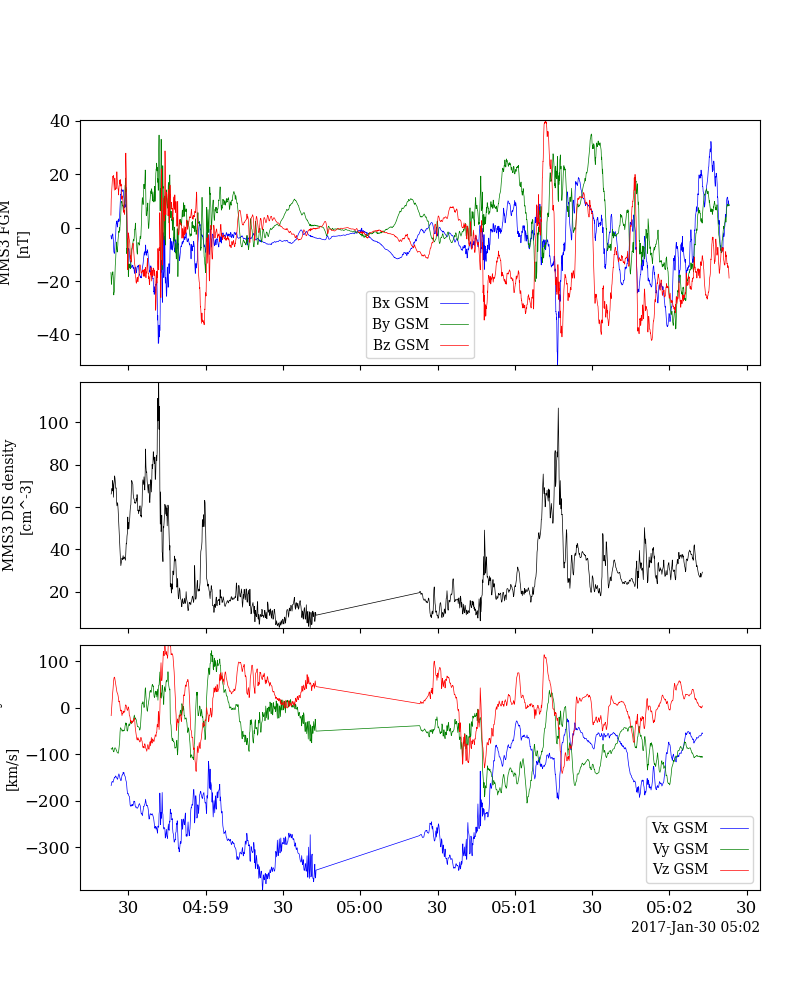 40
20
0
−20
−40
MMS3 FGM
[nT]
Bx GSM
By GSM
Bz GSM
100
80
60
40
20
MMS3 DIS density
[cm^-3]
100
0
−100
−200
−300
[km/s]
Vx GSM
Vy GSM
Vz GSM
30 04:59 30 05:00 30 05:01 30 05:02 30
2017-Jan-30 05:02